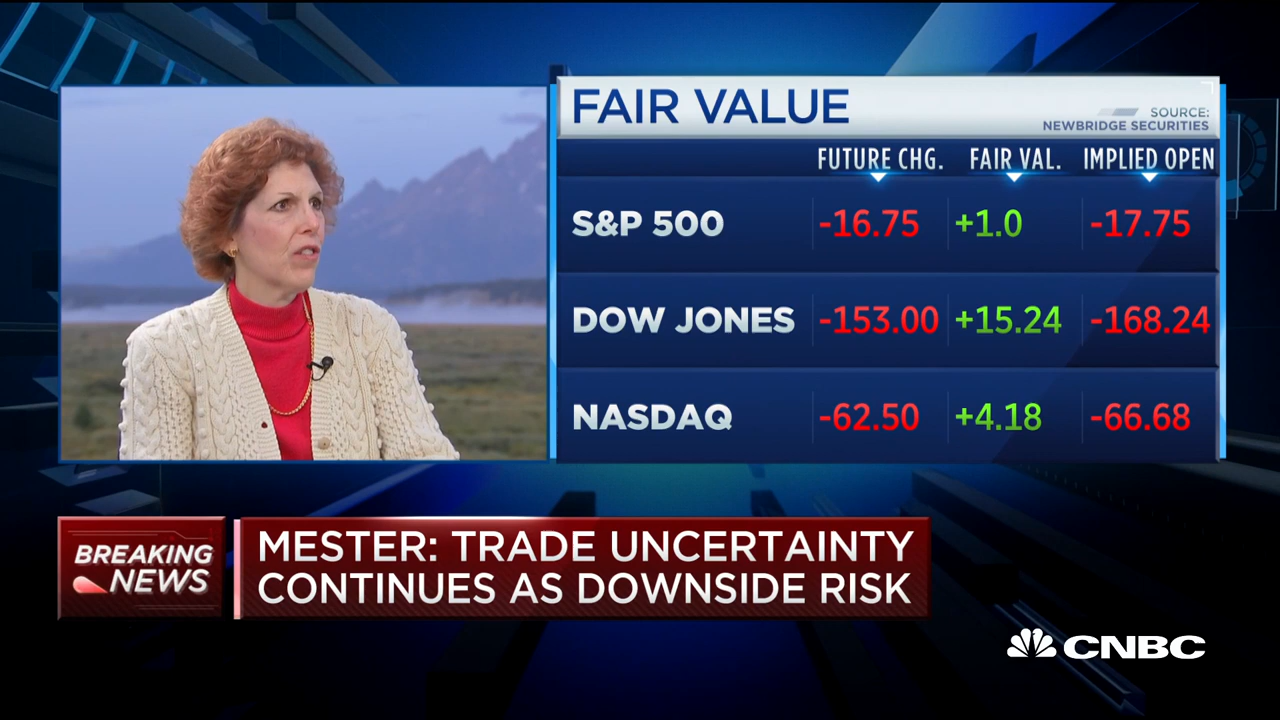 FAIR VALUE
SOURCE:
NEWBRIDGE SECURITIES
FUTURE CHG. FAIR VAL. IMPLIED OPEN
S&P 500 -16.75 +1.0 -17.75
DOW JONES -153.00 +15.24 -168.24
NASDAQ -62.50 +4.18 -66.68
BREAKING
NEWS
MESTER: TRADE UNCERTAINTY
CONTINUES AS DOWNSIDE RISK
CNBC